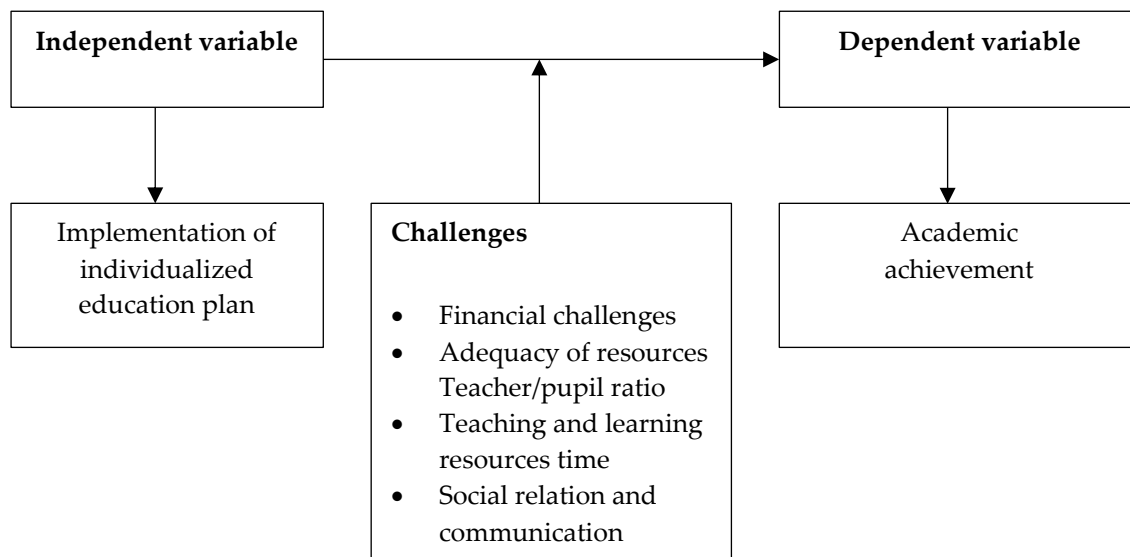 Independent variable
Dependent variable
Implementation of
individualized
education plan
Challenges
• Financial challenges
• Adequacy of resources
Teacher/pupil ratio
• Teaching and learning
resources time
• Social relation and
communication
Academic
achievement